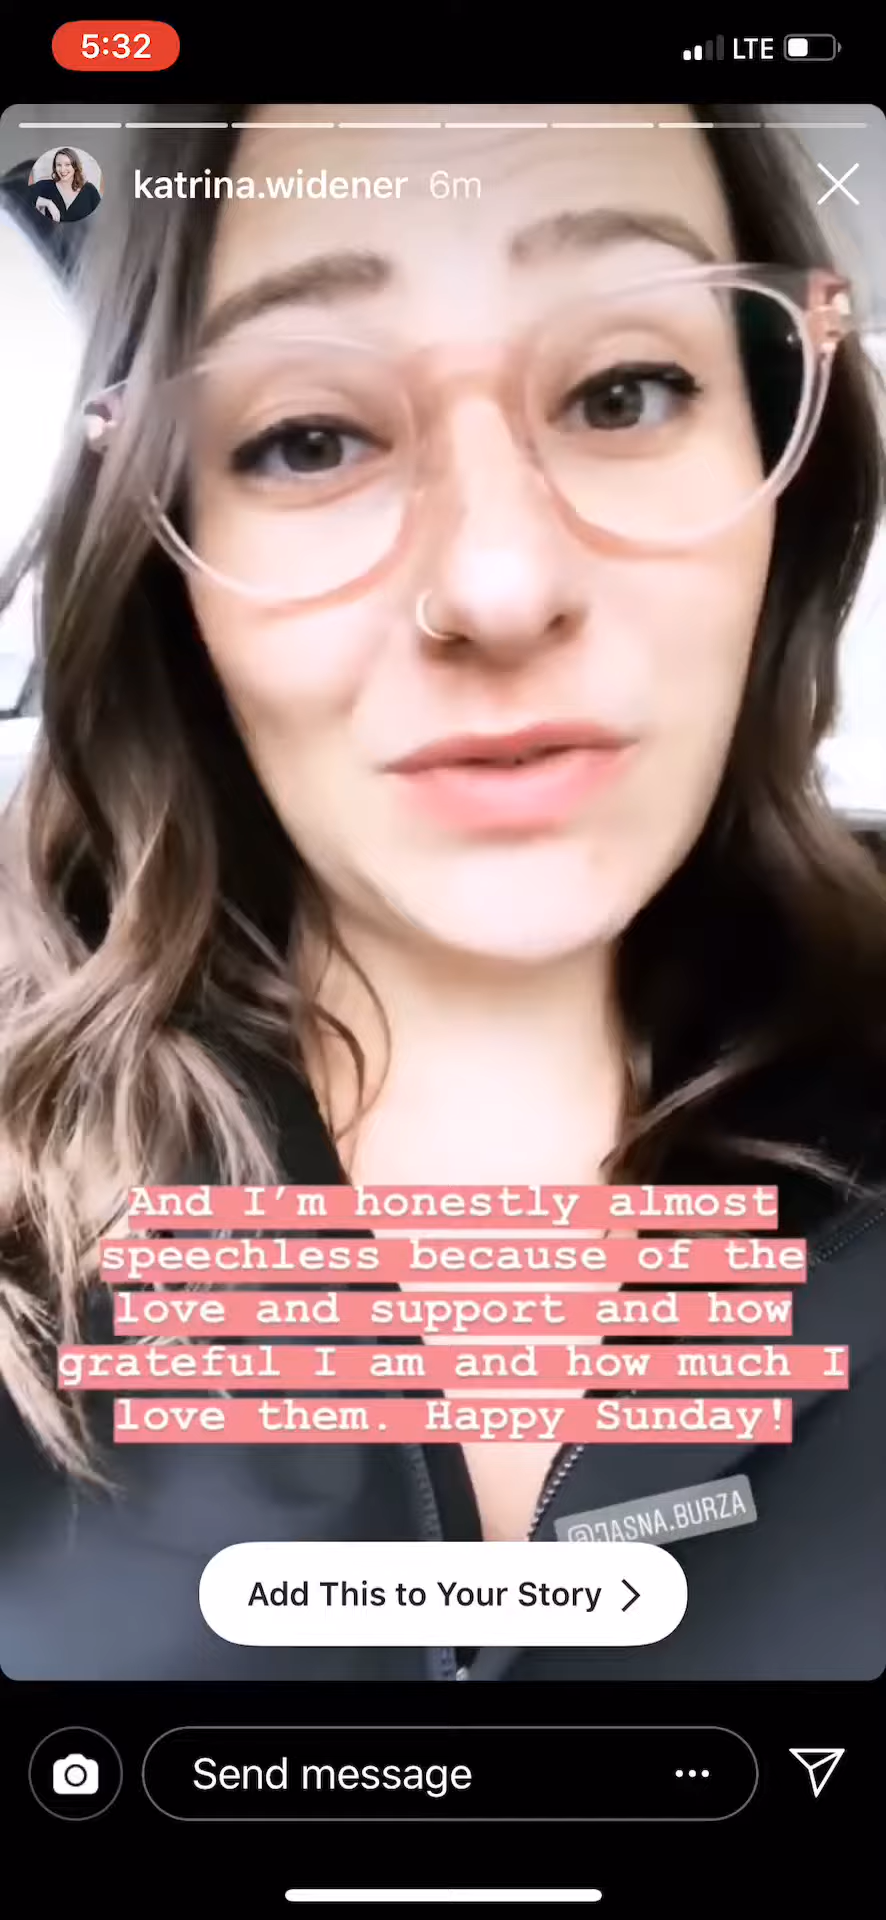 5:32 LTE
katrina.widener 6m
And I'm honestly almost
speechless because of the
love and support and how
grateful I am and how much I
love them. Happy Sunday!
@JASNA.BURZA
Add This to Your Story
Send message